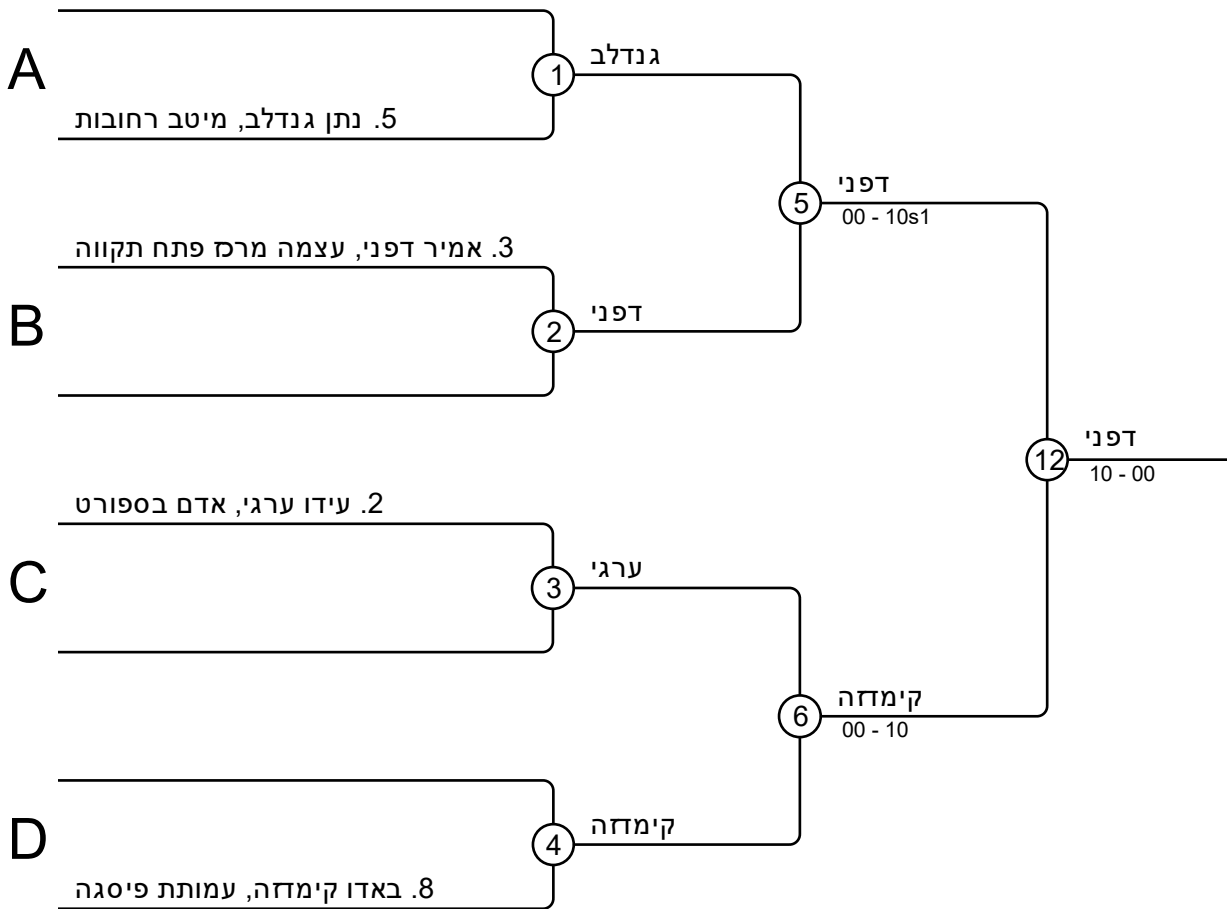 A
1
גנדלב
5. נתן גנדלב, מיטב רחובות
5
דפני
00 - 10s1
3. אמיר דפני, עצמה מרכז פתח תקווה
B
2
דפני
12
דפני
10 - 00
2. עידו ערגי, אדם בספורט
C
3
ערגי
6
קימדזה
00 - 10
D
4
קימדזה
8. באדו קימדזה, עמותת פיסגה